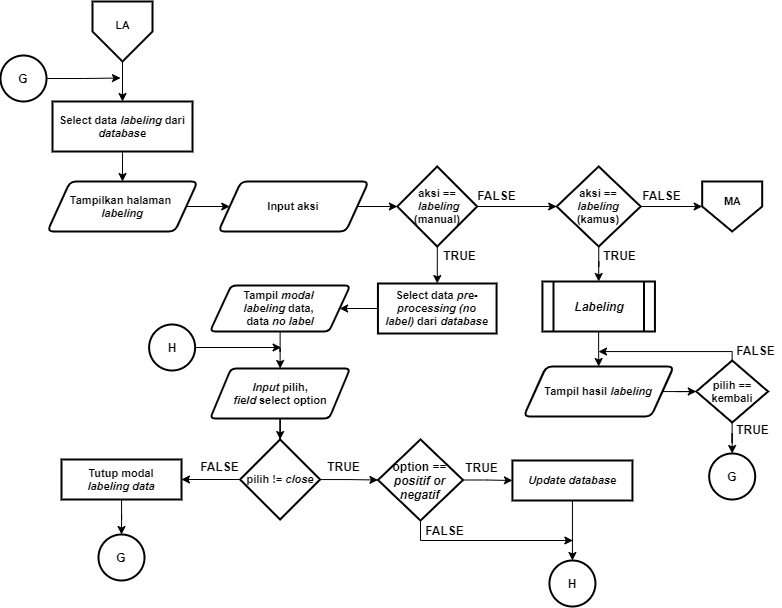 LA
G
Select data labeling dari
database
Tampilkan halaman
labeling
Input aksi
aksi ==
labeling
(manual)
FALSE
TRUE
aksi ==
labeling
(kamus)
FALSE
TRUE
MA
Tampil modal
labeling data,
data no label
Select data pre-
processing (no
label) dari database
Labeling
H
FALSE
Input pilih,
field select option
Tampil hasil labeling
pilih ==
kembali
TRUE
G
Tutup modal
labeling data
FALSE
pilih != close
TRUE
option ==
positif or
negatif
TRUE
Update database
FALSE
G
H